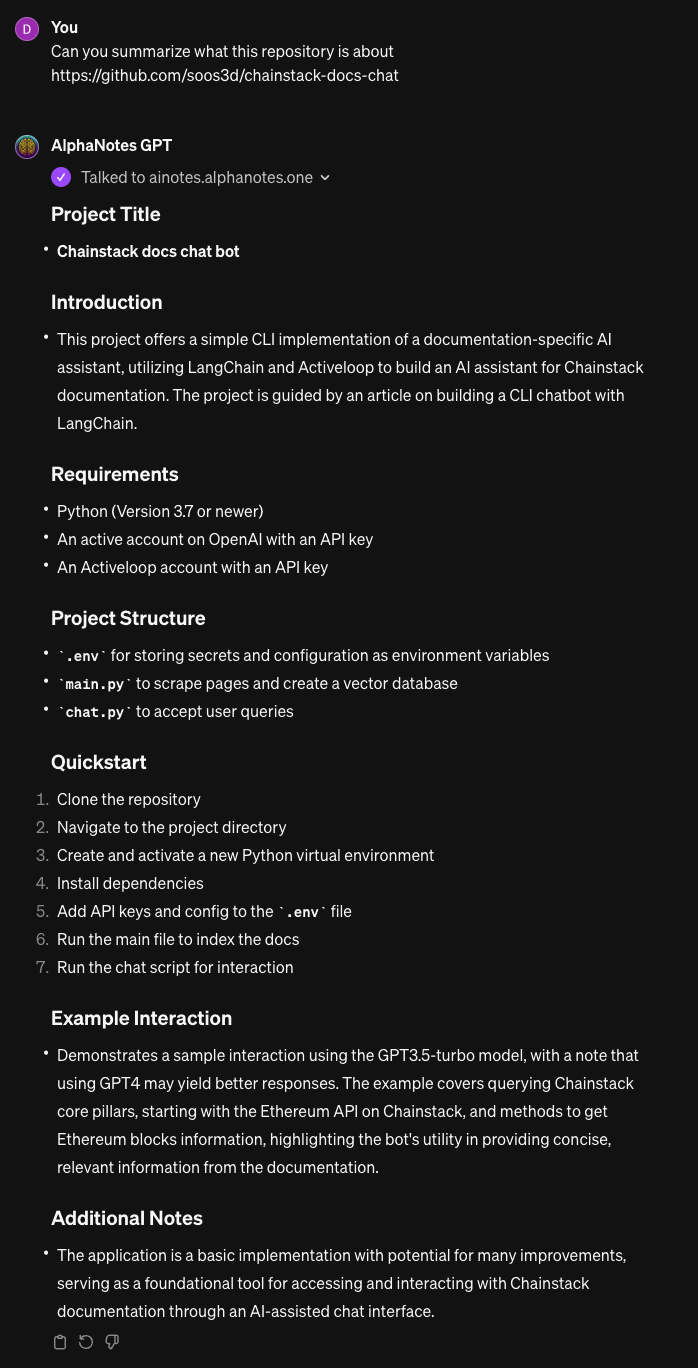 D
You
Can you summarize what this repository is about
https://github.com/soos3d/chainstack-docs-chat
AlphaNotes GPT
Talked to ainotes.alphanotes.one
Project Title
• Chainstack docs chat bot
Introduction
• This project offers a simple CLI implementation of a documentation-specific AI
assistant, utilizing LangChain and Activeloop to build an AI assistant for Chainstack
documentation. The project is guided by an article on building a CLI chatbot with
LangChain.
Requirements
• Python (Version 3.7 or newer)
• An active account on OpenAI with an API key
• An Activeloop account with an API key
Project Structure
• `.env` for storing secrets and configuration as environment variables
• `main.py` to scrape pages and create a vector database
• `chat.py` to accept user queries
Quickstart
1. Clone the repository
2. Navigate to the project directory
3. Create and activate a new Python virtual environment
4. Install dependencies
5. Add API keys and config to the `.env` file
6. Run the main file to index the docs
7. Run the chat script for interaction
Example Interaction
• Demonstrates a sample interaction using the GPT3.5-turbo model, with a note that
using GPT4 may yield better responses. The example covers querying Chainstack
core pillars, starting with the Ethereum API on Chainstack, and methods to get
Ethereum blocks information, highlighting the bot's utility in providing concise,
relevant information from the documentation.
Additional Notes
• The application is a basic implementation with potential for many improvements,
serving as a foundational tool for accessing and interacting with Chainstack
documentation through an AI-assisted chat interface.